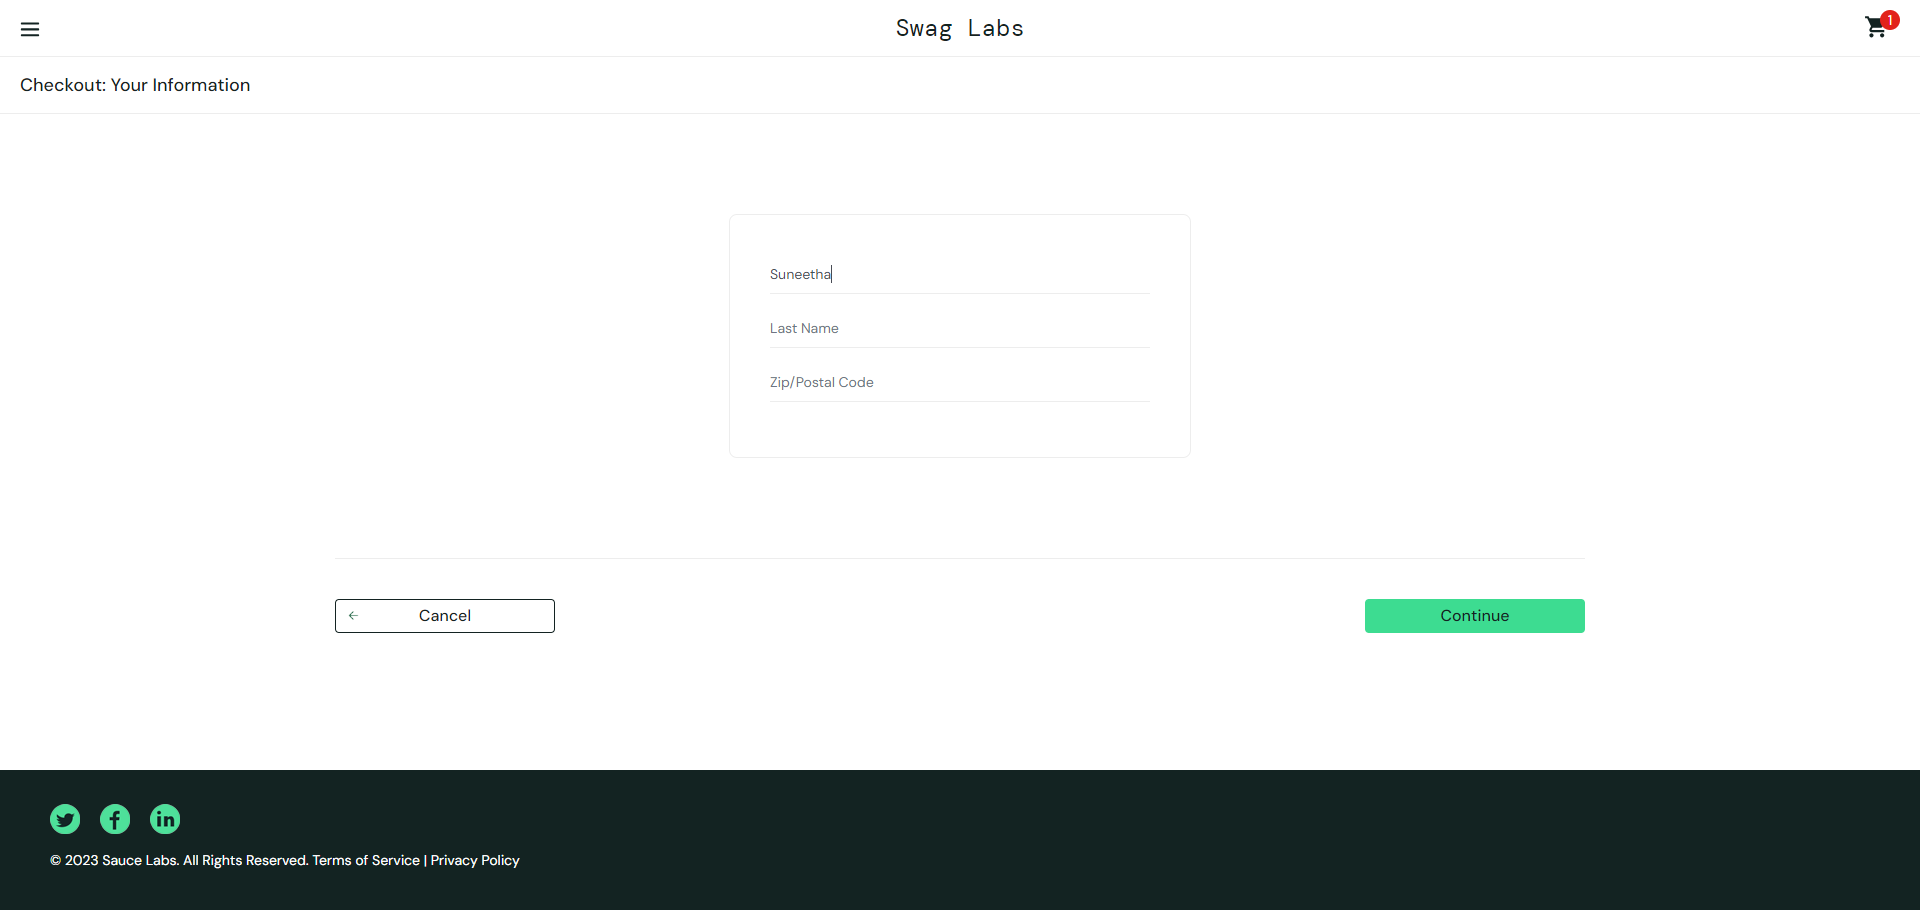 Swag Labs
1
Checkout: Your Information
Suneetha
Last Name
Zip/Postal Code
Cancel
Continue
© 2023 Sauce Labs. All Rights Reserved. Terms of Service | Privacy Policy